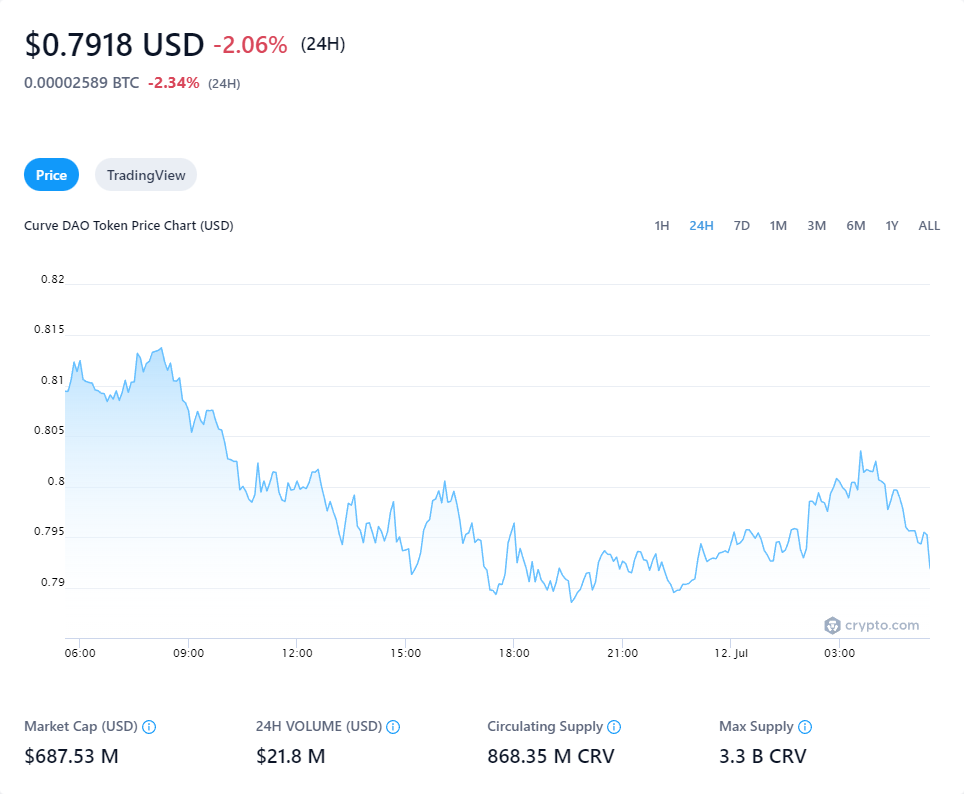 $0.7918 USD -2.06% (24H)
0.00002589 BTC -2.34% (24H)
Price TradingView
Curve DAO Token Price Chart (USD) 1H 24H 7D 1M 3M 6M 1Y ALL
0.82
0.815
0.81
0.805
0.8
0.795
0.79
crypto.com
06:00 09:00 12:00 15:00 18:00 21:00 12. Jul 03:00
Market Cap (USD) 24H VOLUME (USD) Circulating Supply Max Supply
$687.53 M $21.8 M 868.35 M CRV 3.3 B CRV